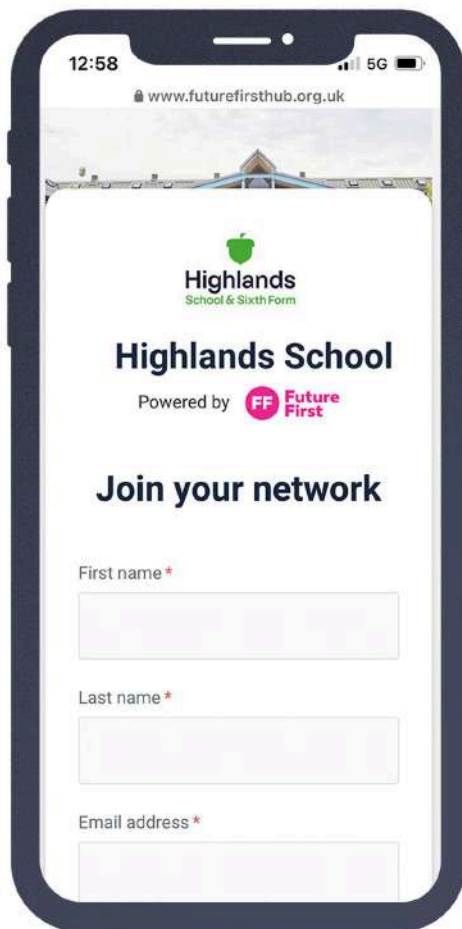 12:58
5G
www.futurefirsthub.org.uk
Highlands
School & Sixth Form
Highlands School
Powered by FF Future First
Join your network
First name *
Last name *
Email address *